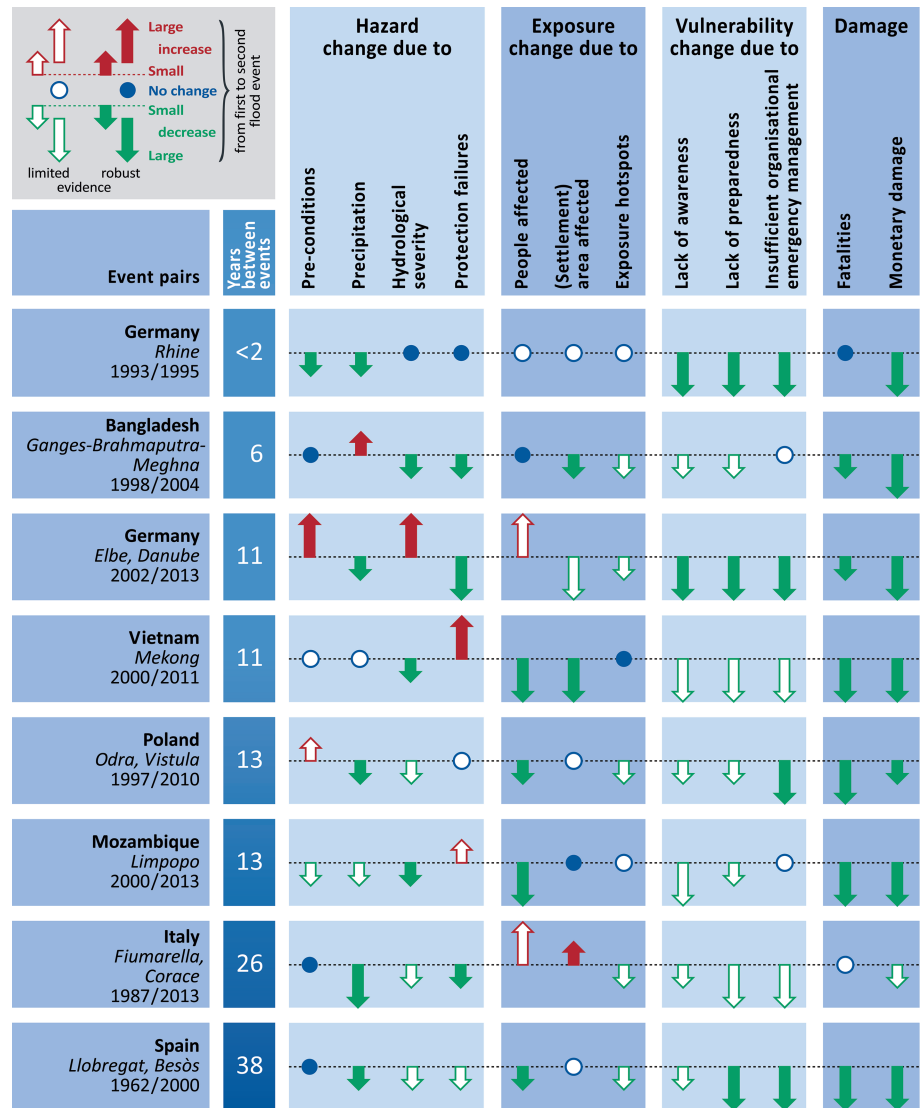 Large
increase
Small
No change
Small
decrease
Large
limited
robust
evidence
from first to second
flood event
Hazard
change due to
Exposure
change due to
Vulnerability
change due to
Damage
Event pairs
Years
between
events
Pre-conditions
Precipitation
Hydrological
severity
Protection failures
People affected
(Settlement)
area affected
Exposure hotspots
Lack of awareness
Lack of preparedness
Insufficient organisational
emergency management
Fatalities
Monetary damage
Germany
Rhine
1993/1995
<2
Bangladesh
Ganges-Brahmaputra-
Meghna
1998/2004
6
Germany
Elbe, Danube
2002/2013
11
Vietnam
Mekong
2000/2011
11
Poland
Odra, Vistula
1997/2010
13
Mozambique
Limpopo
2000/2013
13
Italy
Fiumarella,
Corace
1987/2013
26
Spain
Llobregat, Besòs
1962/2000
38